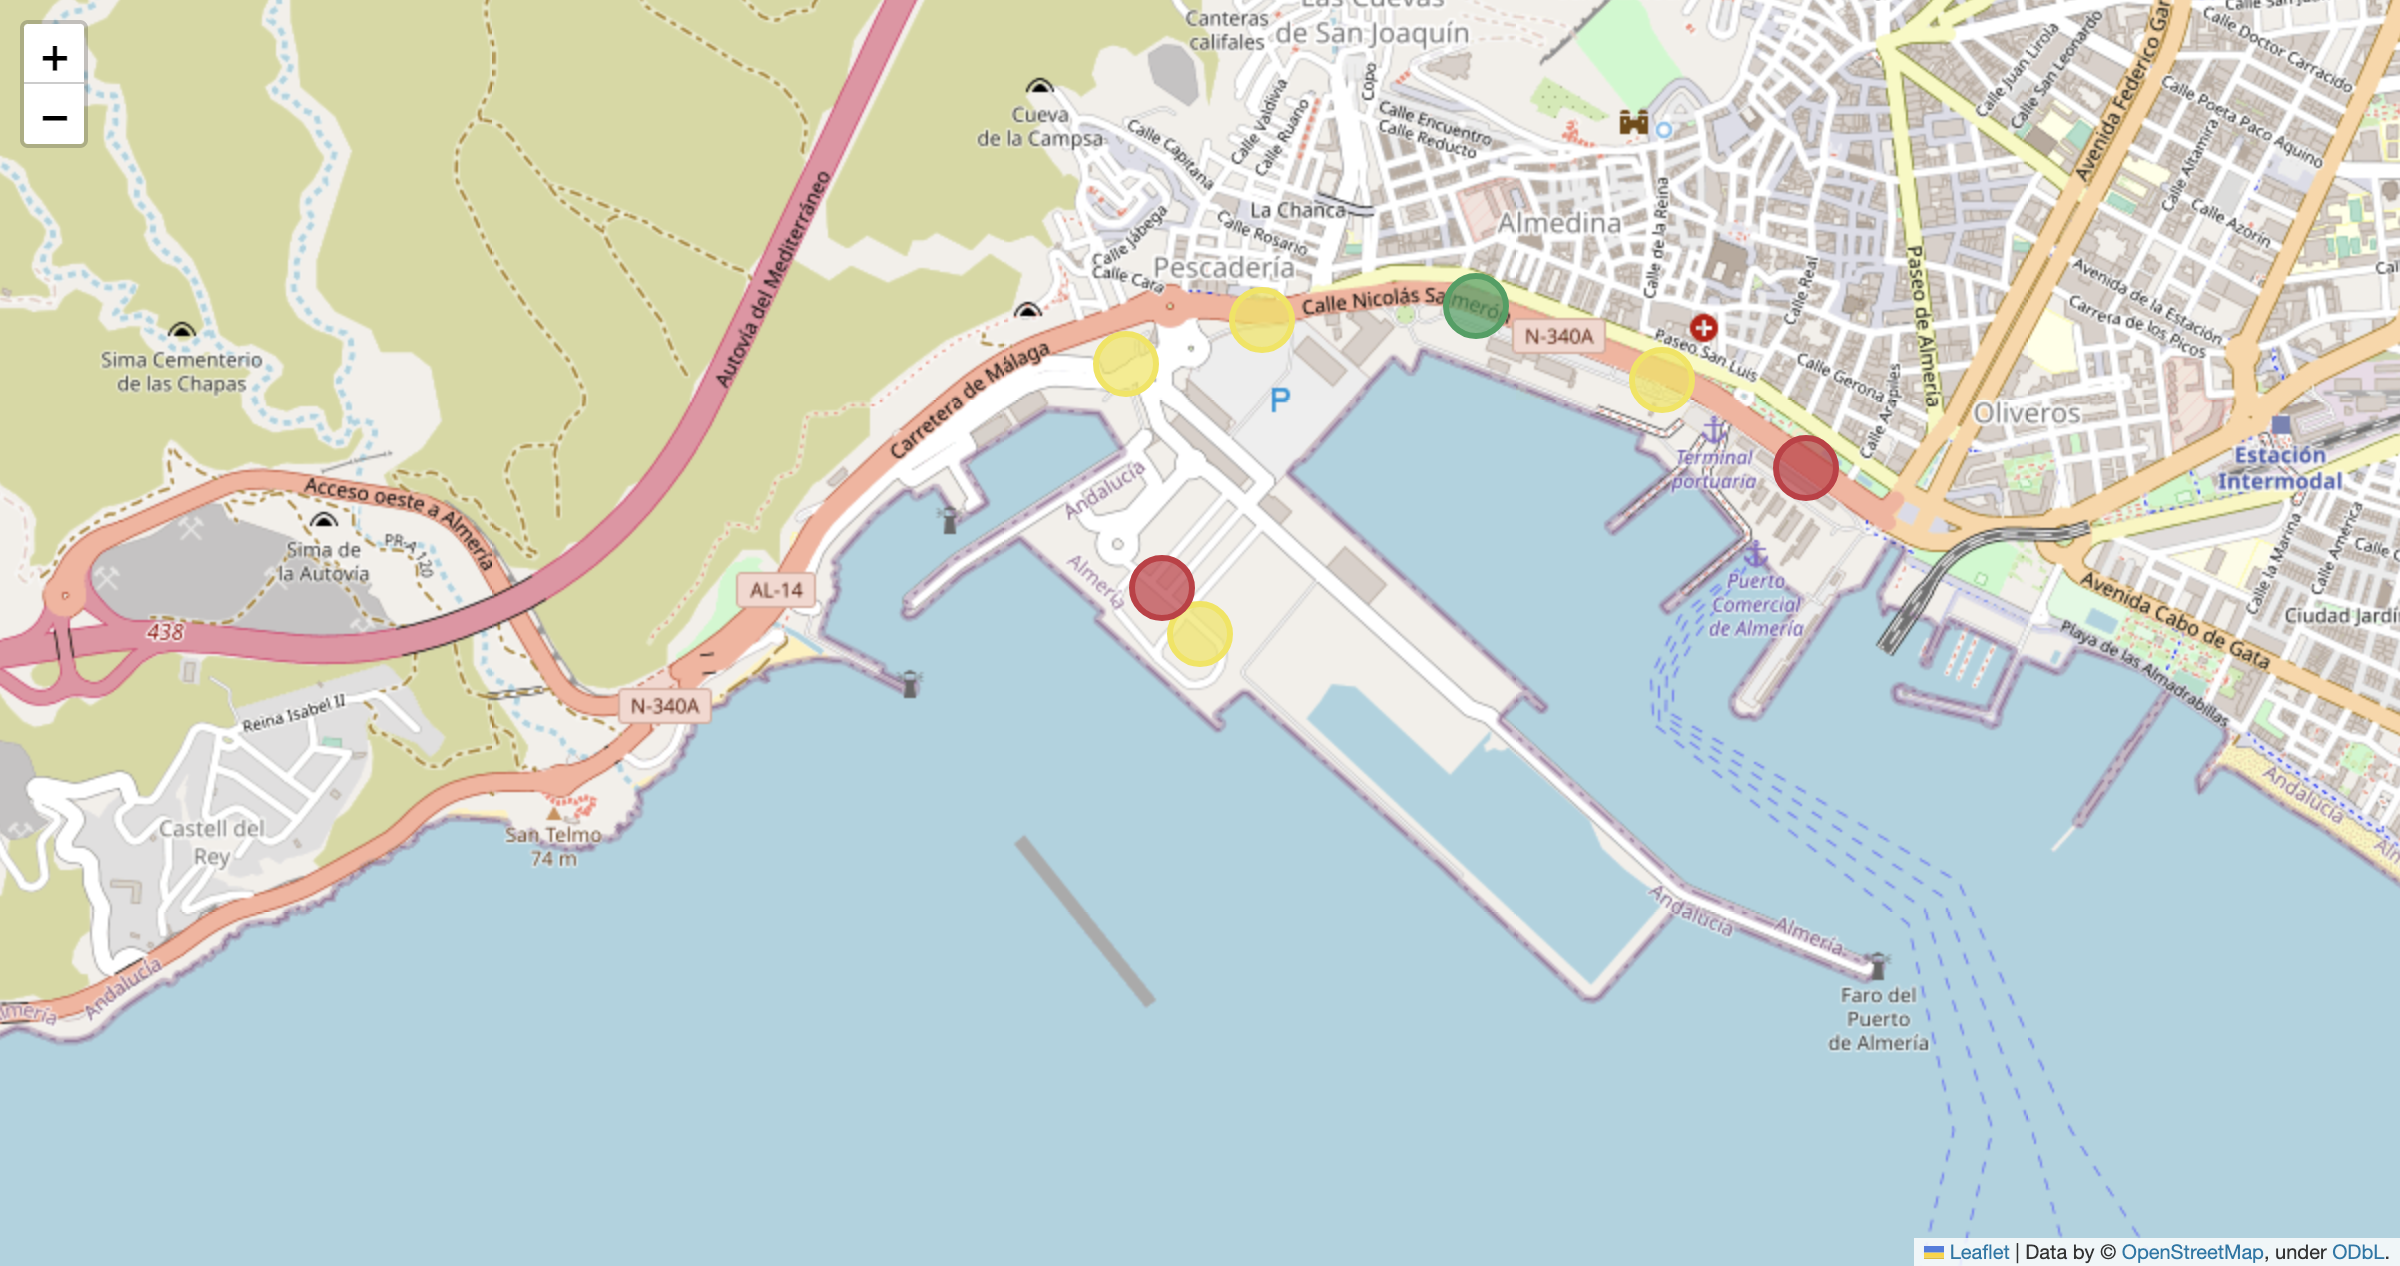 +
−
Canteras
califales
Las Cuevas
de San Joaquín
Cueva
de la Campsa
Calle Capitana
Calle Valdivia
Calle Ruano
Copo
Calle Encuentro
Calle Reducto
La Chanca
Calle Rosario
Calle Jábega
Calle Cara
Pescadería
Almedina
Calle de la Reina
Calle Real
Paseo de Almería
Avenida Federico Gar
Calle Juan Lirola
Calle San Leonardo
Calle Doctor Carracido
Calle Poeta Paco Aquino
Calle Altamira
Calle Azorín
Avenida de la Estación
Carrera de los Picos
Autovía del Mediterráneo
Sima Cementerio
de las Chapas
Carretera de Málaga
Calle Nicolás Salmerón
N-340A
Paseo San Luis
Calle Gerona
Calle Arapiles
Oliveros
P
Estación
Intermodal
Terminal
portuaria
Acceso oeste a Almería
Sima de
la Autovía
PR-A 120
Andalucía
Almería
AL-14
438
Puerto
Comercial
de Almería
Calle la Marina
Calle América
Calle C
Ciudad Jardí
Avenida Cabo de Gata
Playa de las Almadrabillas
N-340A
Reina Isabel II
Castell del
Rey
San Telmo
74 m
Andalucía
Almería
Andalucía
Andalucía
lmería
Faro del
Puerto
de Almería
Leaflet | Data by © OpenStreetMap, under ODbL.